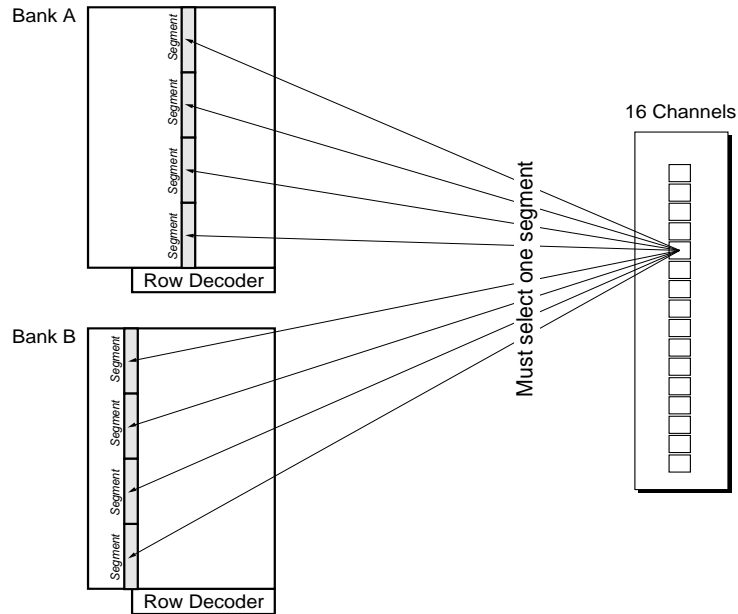 Bank A
Segment
Segment
Segment
Segment
Row Decoder
Bank B
Segment
Segment
Segment
Segment
Row Decoder
Must select one segment
16 Channels